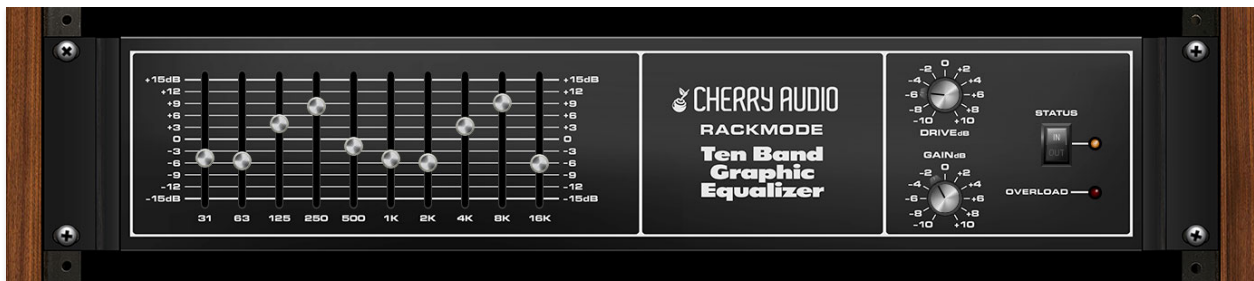 +15dB +15dB
+12 +12
+9 +9
+6 +6
+3 +3
0 0
-3 -3
-6 -6
-9 -9
-12 -12
-15dB -15dB
31 63 125 250 500 1K 2K 4K 8K 16K
CHERRY AUDIO
RACKMODE
Ten Band
Graphic
Equalizer
0
-2 +2
-4 +4
-6 +6
-8 +8
-10 +10
DRIVEdB
GAINdB
0
-2 +2
-4 +4
-6 +6
-8 +8
-10 +10
STATUS
IN
OUT
OVERLOAD